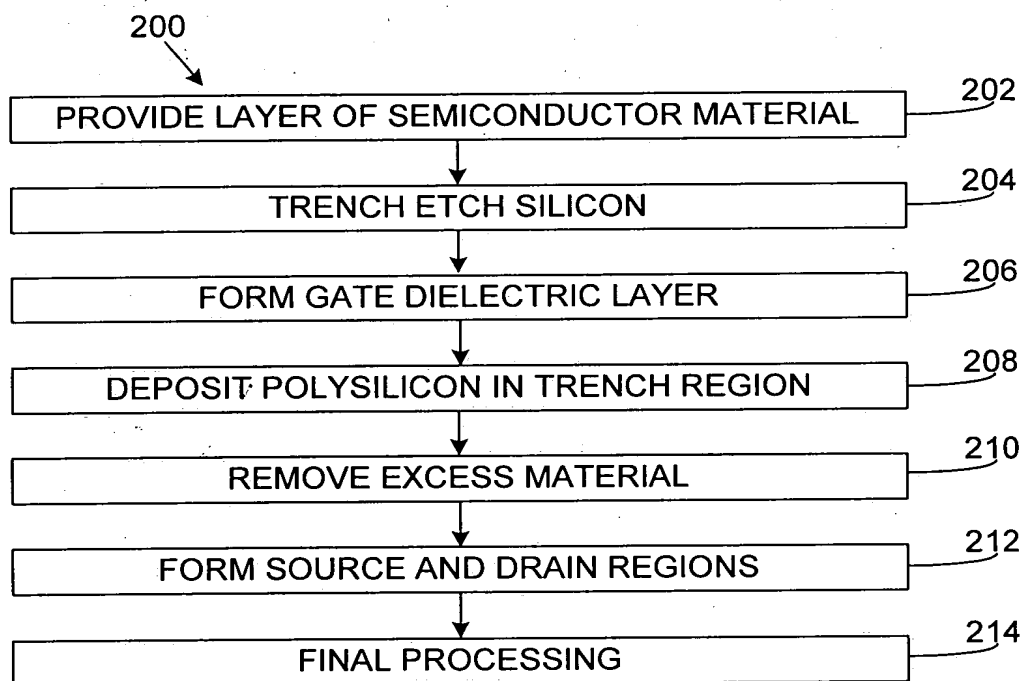 200
PROVIDE LAYER OF SEMICONDUCTOR MATERIAL 202
TRENCH ETCH SILICON 204
FORM GATE DIELECTRIC LAYER 206
DEPOSIT POLYSILICON IN TRENCH REGION 208
REMOVE EXCESS MATERIAL 210
FORM SOURCE AND DRAIN REGIONS 212
FINAL PROCESSING 214